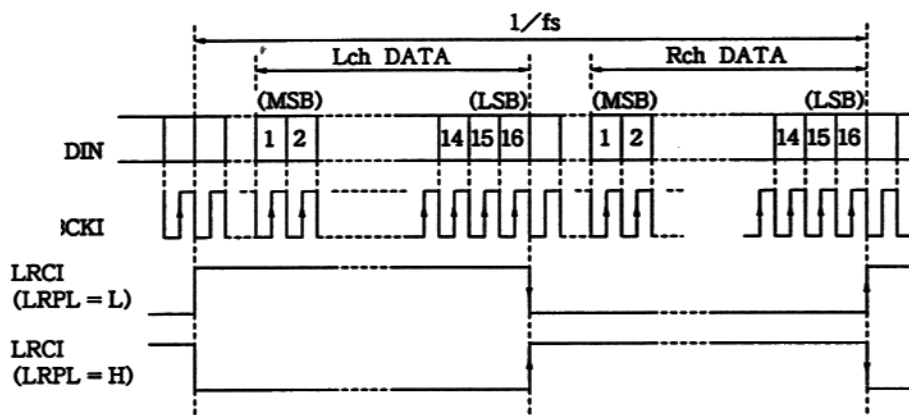 1/fs
Lch DATA Rch DATA
(MSB) (LSB) (MSB) (LSB)
DIN 1 2 14 15 16 1 2 14 15 16
CKI
LRCI
(LRPL = L)
LRCI
(LRPL = H)